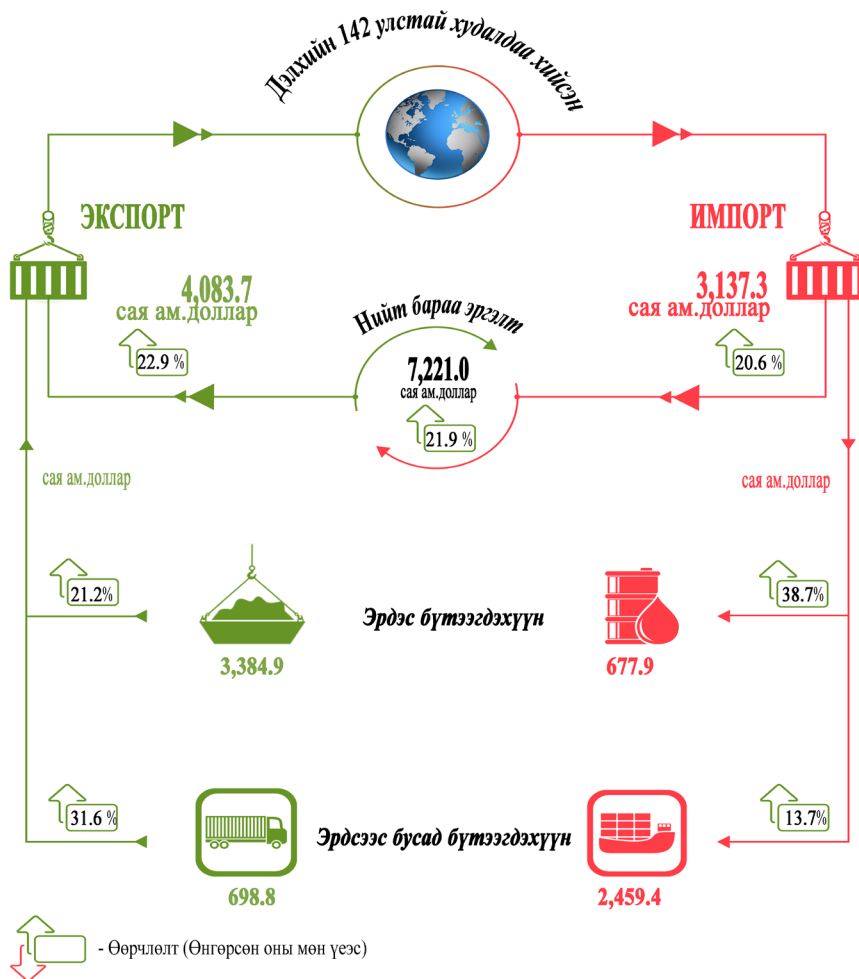 Дэлхийн 142 улстай худалдаа хийсэн
ЭКСПОРТ
ИМПОРТ
4,083.7
сая ам.доллар
22.9 %
3,137.3
сая ам.доллар
20.6 %
Нийт бараа эргэлт
7,221.0
сая ам.доллар
21.9 %
сая ам.доллар
сая ам.доллар
21.2%
Эрдэс бүтээгдэхүүн
38.7%
3,384.9
677.9
31.6 %
Эрдсээс бусад бүтээгдэхүүн
13.7%
698.8
2,459.4
- Өөрчлөлт (Өнгөрсөн оны мөн үеэс)